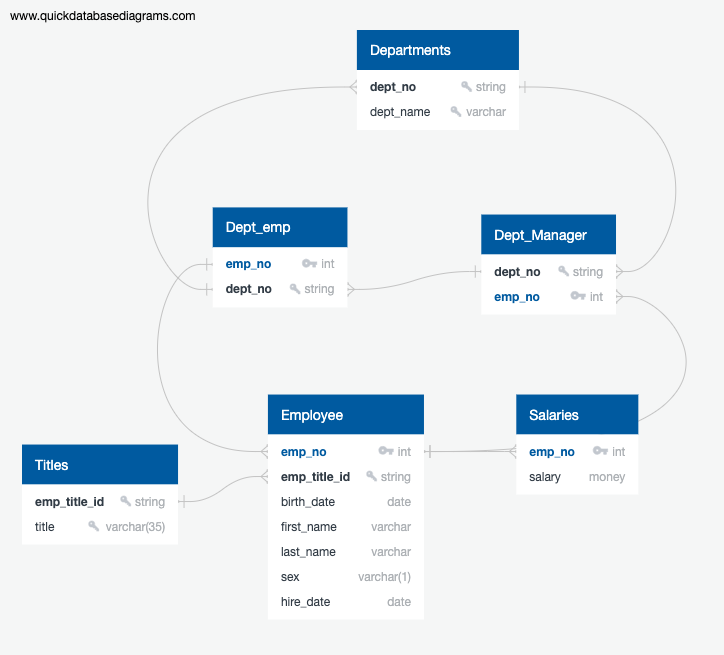 www.quickdatabasediagrams.com
Departments
dept_no string
dept_name varchar
Dept_emp
emp_no int
dept_no string
Dept_Manager
dept_no string
emp_no int
Employee
emp_no int
emp_title_id string
birth_date date
first_name varchar
last_name varchar
sex varchar(1)
hire_date date
Salaries
emp_no int
salary money
Titles
emp_title_id string
title varchar(35)